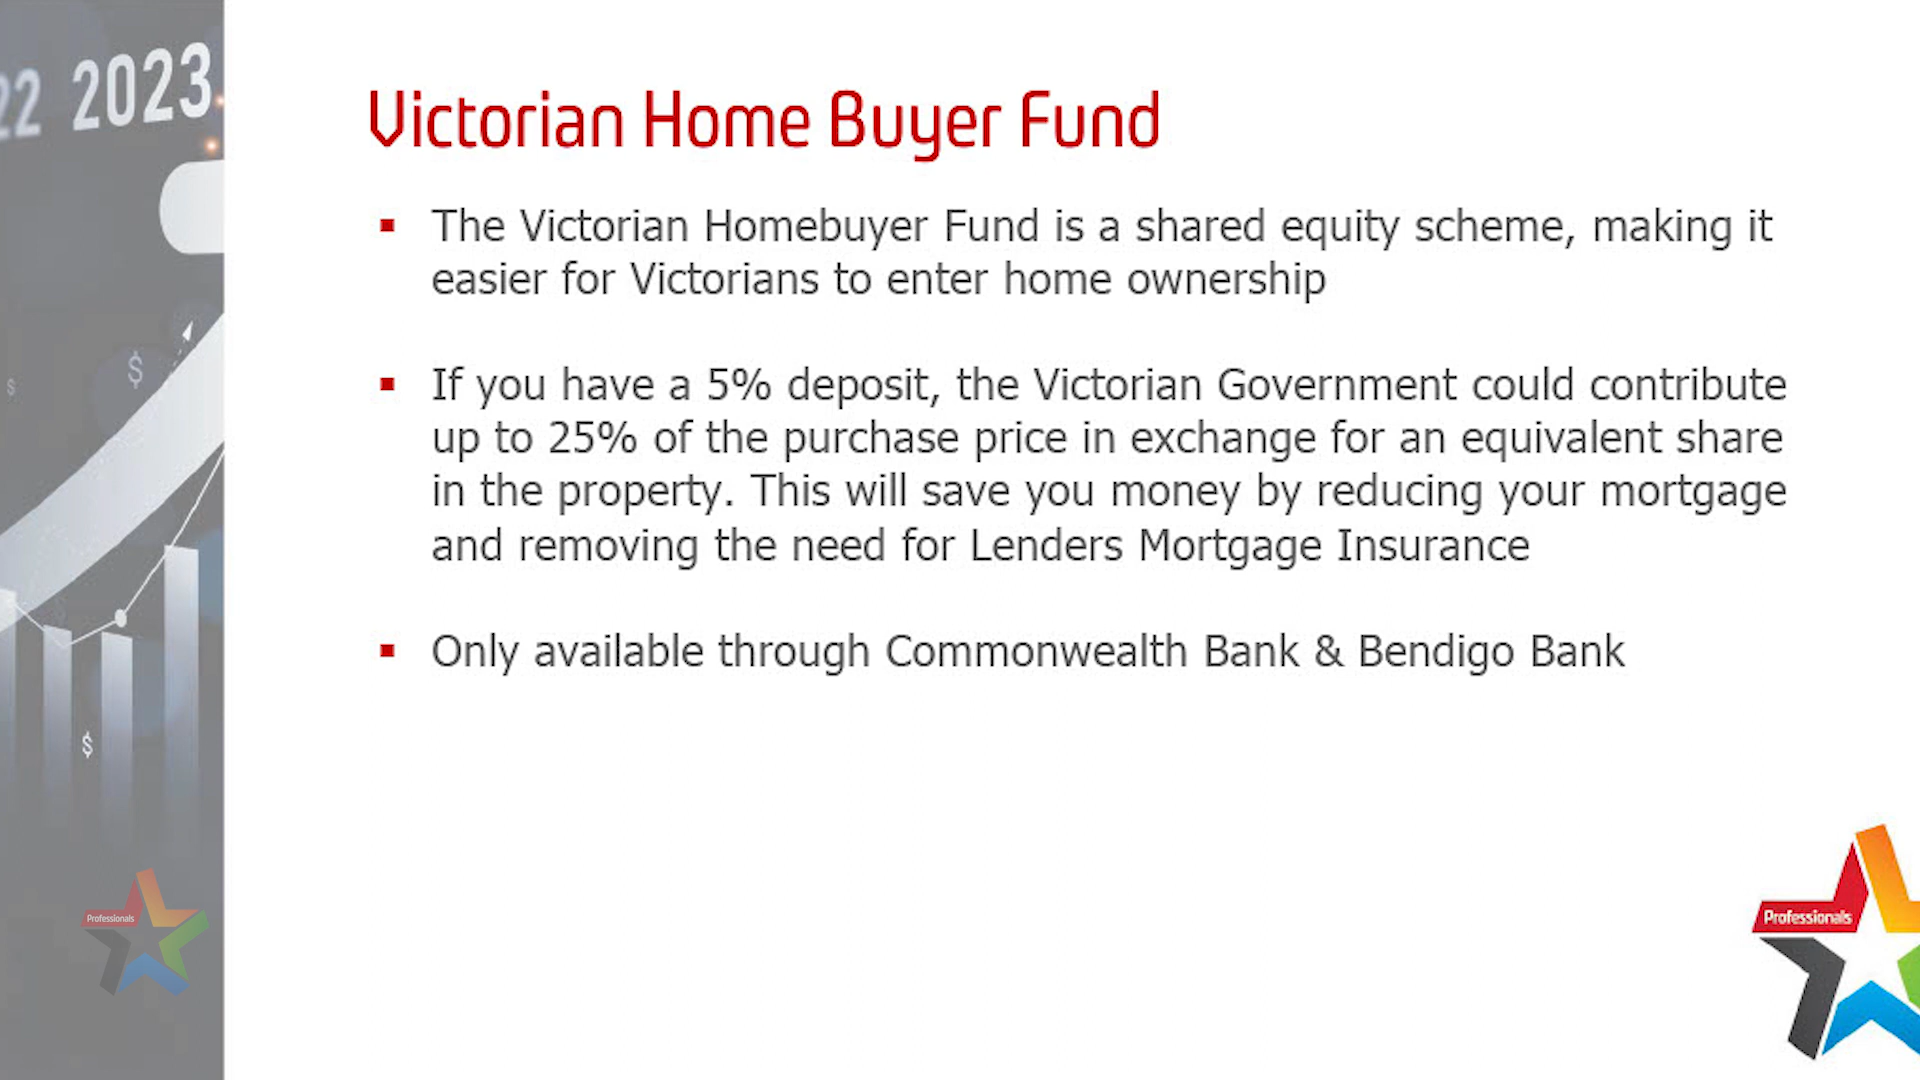 22 2023
Victorian Home Buyer Fund
▪ The Victorian Homebuyer Fund is a shared equity scheme, making it
easier for Victorians to enter home ownership
▪ If you have a 5% deposit, the Victorian Government could contribute
up to 25% of the purchase price in exchange for an equivalent share
in the property. This will save you money by reducing your mortgage
and removing the need for Lenders Mortgage Insurance
▪ Only available through Commonwealth Bank & Bendigo Bank
$
$
$
Professionals
Professionals